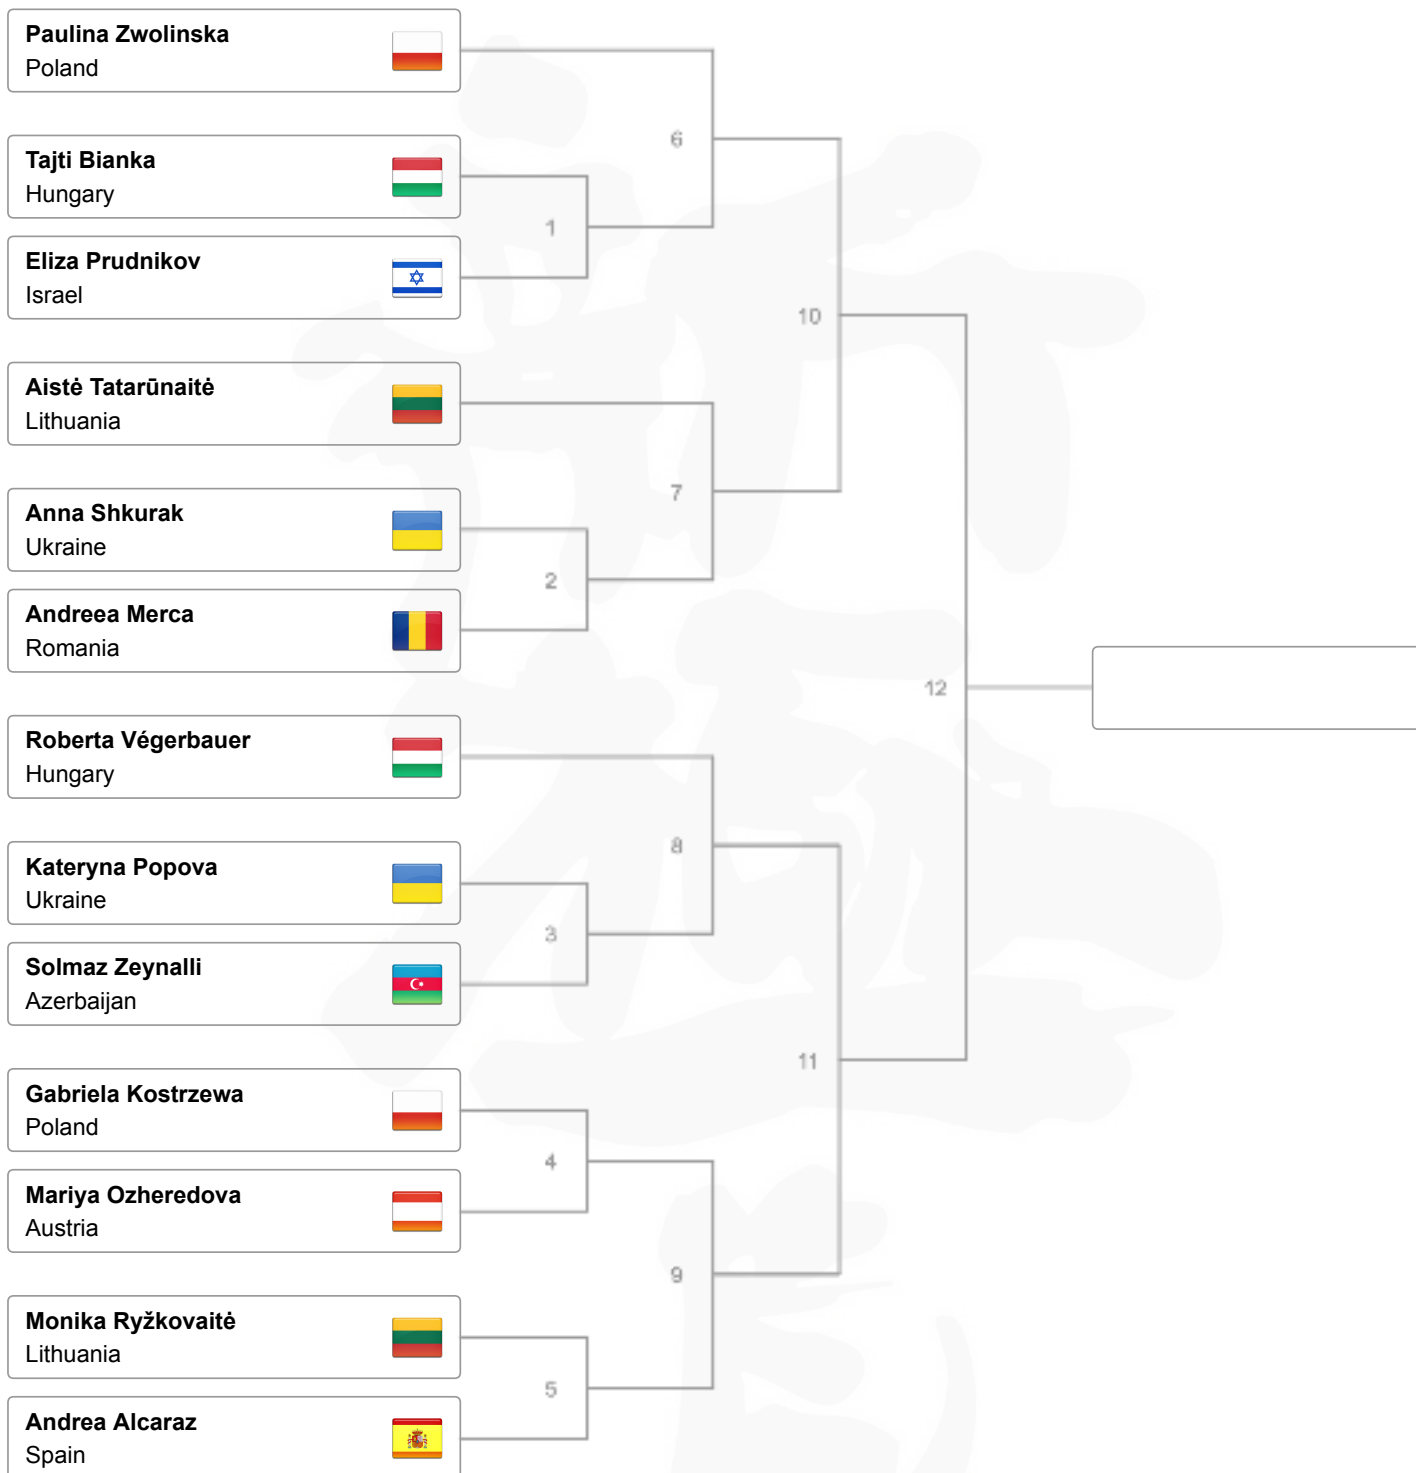 Paulina Zwolinska
Poland
6
Tajti Bianka
Hungary
1
Eliza Prudnikov
Israel
10
Aistė Tatarūnaitė
Lithuania
7
Anna Shkurak
Ukraine
2
Andreea Merca
Romania
12
Roberta Végerbauer
Hungary
8
Kateryna Popova
Ukraine
3
Solmaz Zeynalli
Azerbaijan
11
Gabriela Kostrzewa
Poland
4
Mariya Ozheredova
Austria
9
Monika Ryžkovaitė
Lithuania
5
Andrea Alcaraz
Spain